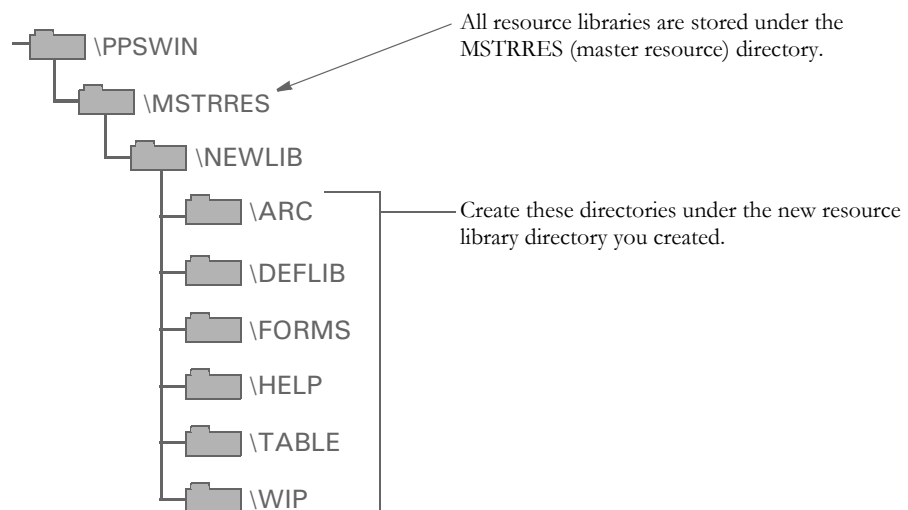 \PPSWIN
All resource libraries are stored under the
MSTRRES (master resource) directory.
\MSTRRES
\NEWLIB
\ARC
Create these directories under the new resource
library directory you created.
\DEFLIB
\FORMS
\HELP
\TABLE
\WIP